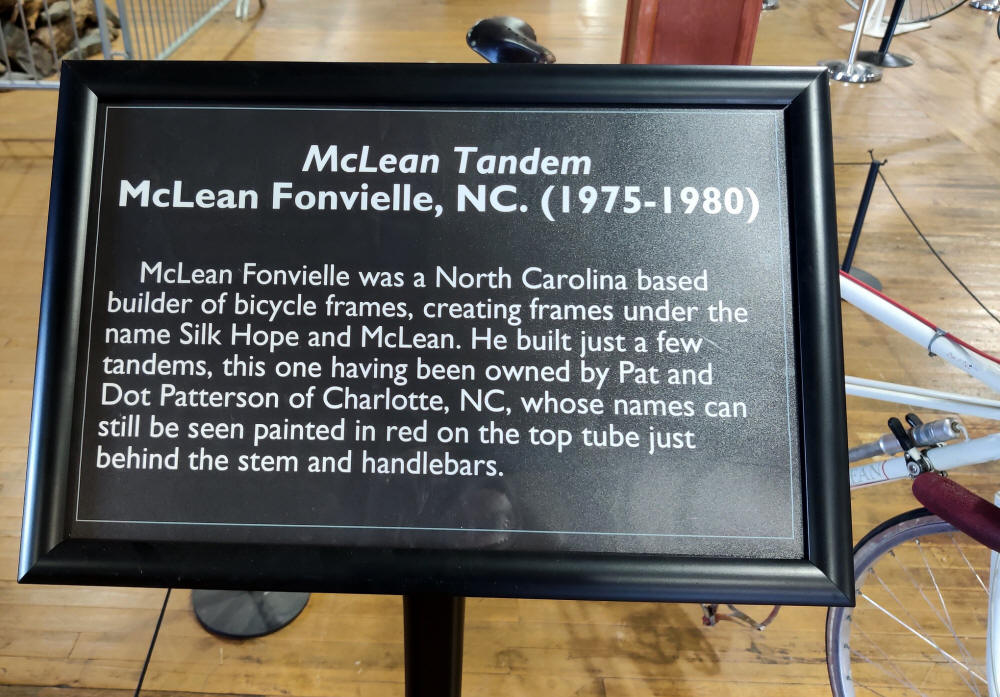 McLean Tandem
McLean Fonvielle, NC. (1975-1980)
McLean Fonvielle was a North Carolina based
builder of bicycle frames, creating frames under the
name Silk Hope and McLean. He built just a few
tandems, this one having been owned by Pat and
Dot Patterson of Charlotte, NC, whose names can
still be seen painted in red on the top tube just
behind the stem and handlebars.